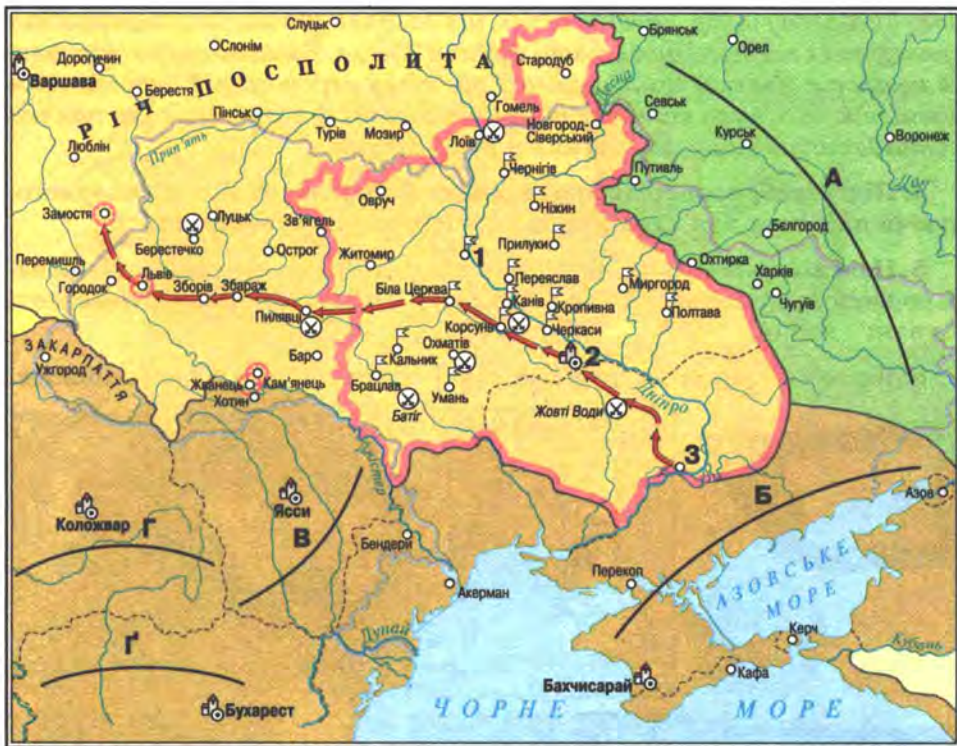 Слуцьк
Брянськ
Орел
Слонім
Дорогичин
Стародуб
Варшава
РІЧ ПОСПОЛИТА
Десна
Берестя
Гомель
Севськ
Пінськ
Турів
Мозир
Лоїв
Новгород-
Сіверський
Курськ
Воронеж
Люблін
Прип'ять
Чернігів
Путивль
А
Дон
Замостя
Овруч
Луцьк
Ніжин
Зв'ягель
Берестечко
Острог
Житомир
1
Прилуки
Бєлгород
Перемишль
Охтирка
Харків
Городок
Львів
Зборів
Збараж
Біла Церква
Переяслав
Миргород
Чугуїв
Канів
Кропивна
Полтава
Пилявці
Корсунь
Черкаси
ЗАКАРПАТТЯ
Ужгород
Бар
Кальник
Охматів
2
Жванець
Кам'янець
Брацлав
Умань
Хотин
Батіг
Жовті Води
Дніпро
Дністер
3
Б
Азов
Коложвар
Ґ
Ясси
В
Бендери
Перекоп
АЗОВСЬКЕ
МОРЕ
Акерман
Керч
Кубань
Дунай
Ґ
Бахчисарай
Кафа
Бухарест
ЧОРНЕ МОРЕ